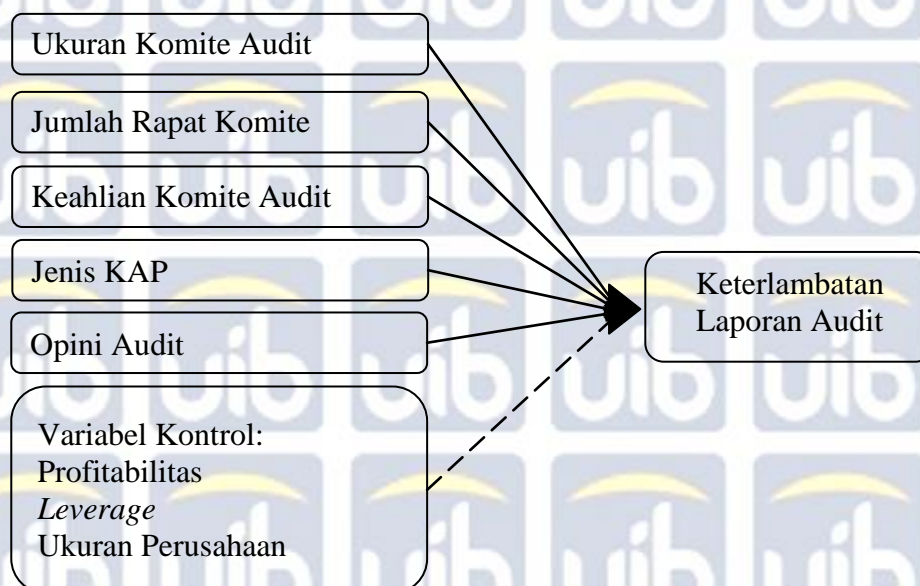 Ukuran Komite Audit
Jumlah Rapat Komite
Keahlian Komite Audit
Jenis KAP
Opini Audit
Variabel Kontrol:
Profitabilitas
Leverage
Ukuran Perusahaan
Keterlambatan
Laporan Audit
uib